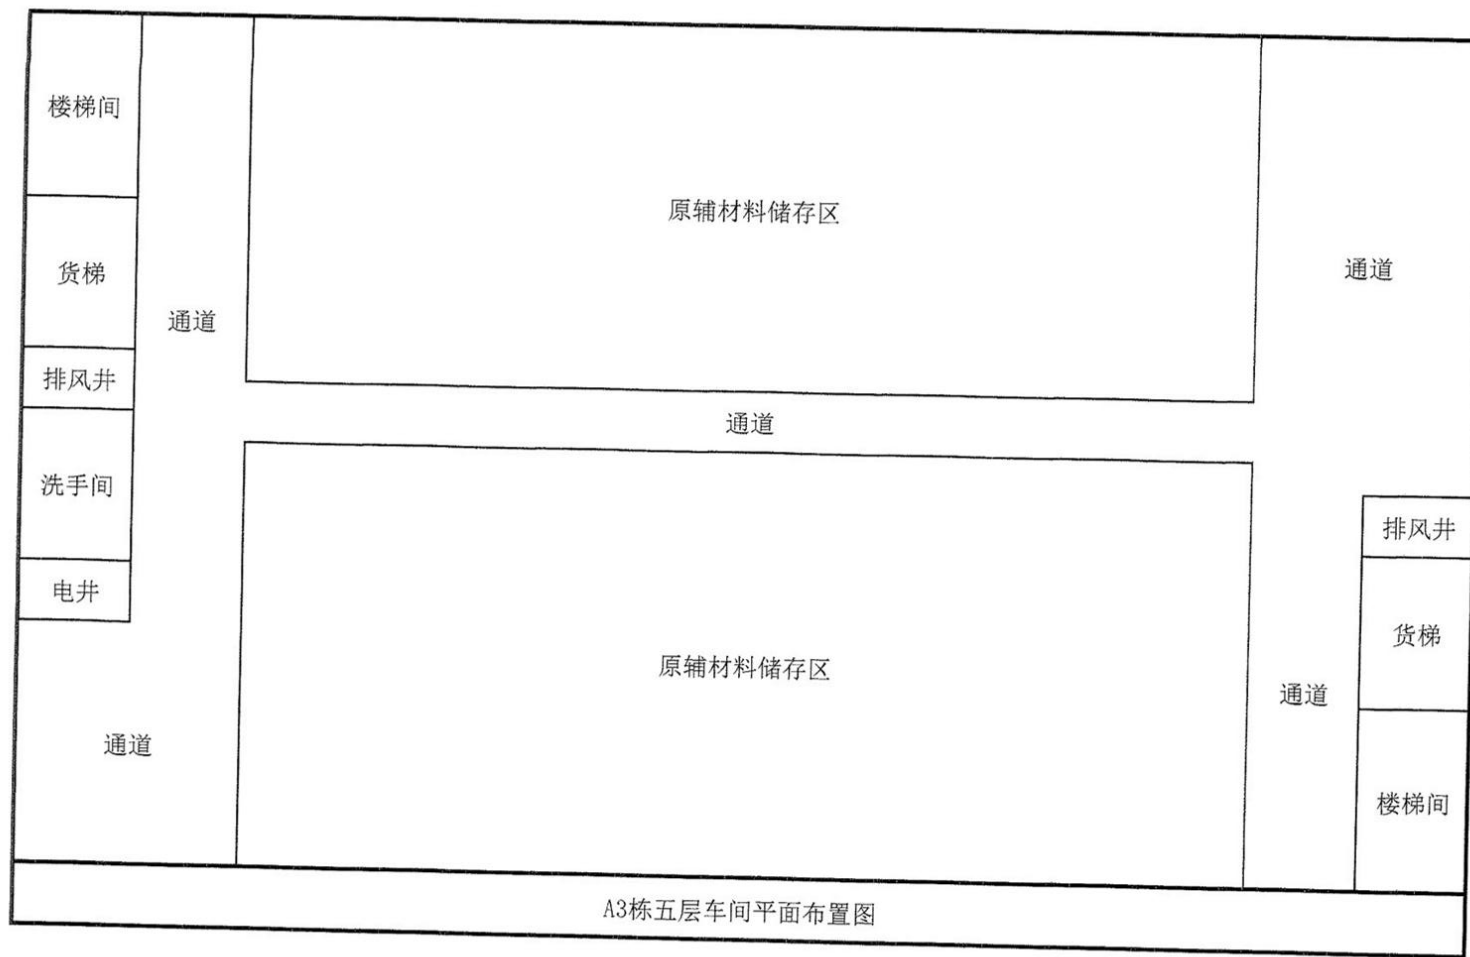 楼梯间
原辅材料储存区
货梯
通道
通道
排风井
通道
洗手间
排风井
电井
货梯
原辅材料储存区
通道
通道
楼梯间
A3栋五层车间平面布置图